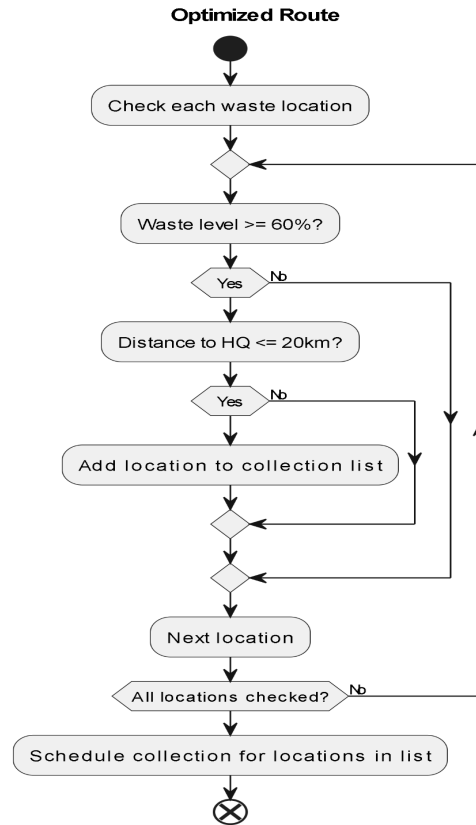 Optimized Route
Check each waste location
Waste level >= 60%?
Yes
No
Distance to HQ <= 20km?
Yes
No
Add location to collection list
Next location
All locations checked?
No
Schedule collection for locations in list